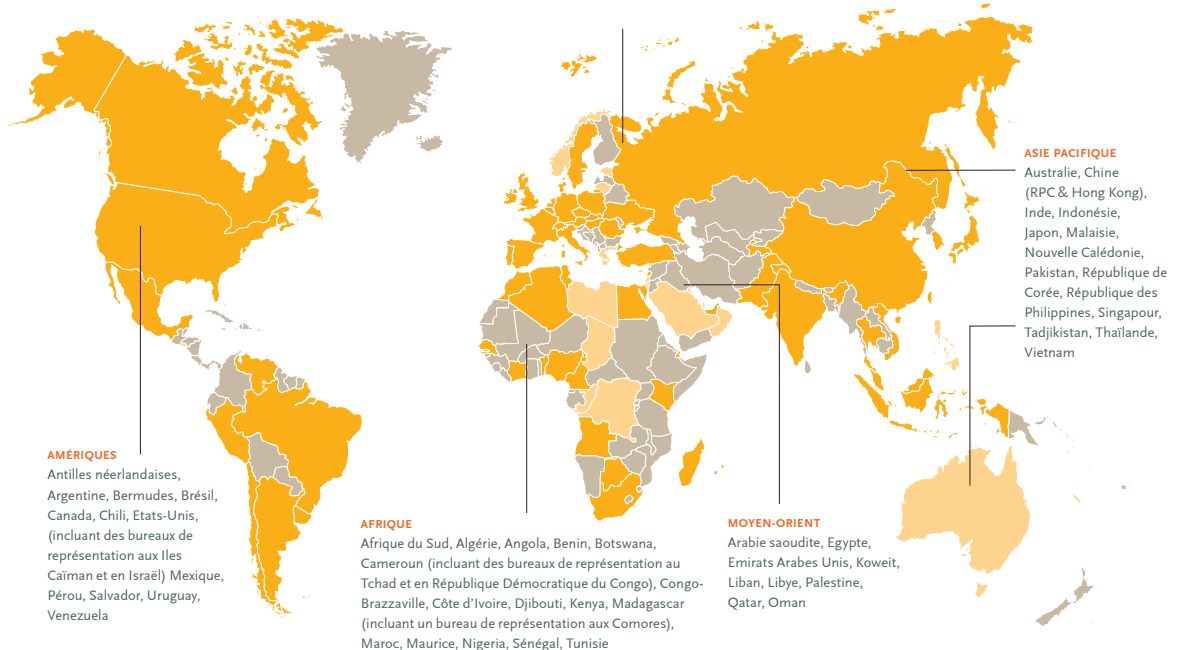 ASIE PACIFIQUE
Australie, Chine
(RPC & Hong Kong),
Inde, Indonésie,
Japon, Malaisie,
Nouvelle Calédonie,
Pakistan, République de
Corée, République des
Philippines, Singapour,
Tadjikistan, Thaïlande,
Vietnam
AMÉRIQUES
Antilles néerlandaises,
Argentine, Bermudes, Brésil,
Canada, Chili, Etats-Unis,
(incluant des bureaux de
représentation aux Iles
Caïman et en Israël) Mexique,
Pérou, Salvador, Uruguay,
Venezuela
AFRIQUE
Afrique du Sud, Algérie, Angola, Benin, Botswana,
Cameroun (incluant des bureaux de représentation au
Tchad et en République Démocratique du Congo), Congo-
Brazzaville, Côte d'Ivoire, Djibouti, Kenya, Madagascar
(incluant un bureau de représentation aux Comores),
Maroc, Maurice, Nigeria, Sénégal, Tunisie
MOYEN-ORIENT
Arabie saoudite, Egypte,
Emirats Arabes Unis, Koweit,
Liban, Libye, Palestine,
Qatar, Oman